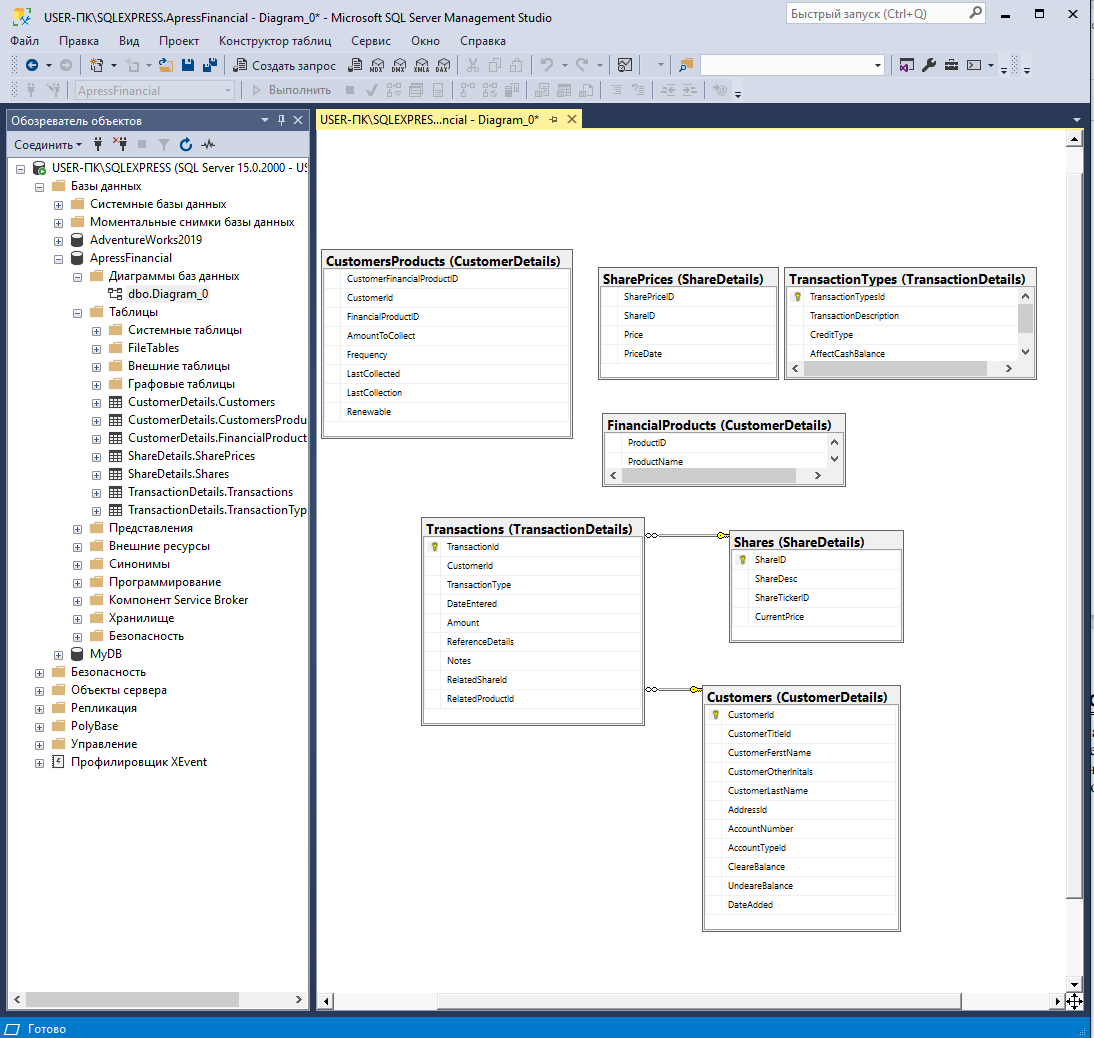 USER-ПК\SQLEXPRESS.ApressFinancial - Diagram_0* - Microsoft SQL Server Management Studio
Быстрый запуск (Ctrl+Q)
Файл Правка Вид Проект Конструктор таблиц Сервис Окно Справка
Создать запрос MDX DMX XMLA DAX
ApressFinancial Выполнить
Обозреватель объектов
USER-ПК\SQLEXPRES...ncial - Diagram_0*
Соединить
USER-ПК\SQLEXPRESS (SQL Server 15.0.2000 - US
Базы данных
Системные базы данных
Моментальные снимки базы данных
AdventureWorks2019
ApressFinancial
Диаграммы баз данных
dbo.Diagram_0
Таблицы
Системные таблицы
FileTables
Внешние таблицы
Графовые таблицы
CustomerDetails.Customers
CustomerDetails.CustomersProdu
CustomerDetails.FinancialProduct
ShareDetails.SharePrices
ShareDetails.Shares
TransactionDetails.Transactions
TransactionDetails.TransactionTyp
Представления
Внешние ресурсы
Синонимы
Программирование
Компонент Service Broker
Хранилище
Безопасность
MyDB
Безопасность
Объекты сервера
Репликация
PolyBase
Управление
Профилировщик XEvent
CustomersProducts (CustomerDetails)
CustomerFinancialProductID
CustomerId
FinancialProductID
AmountToCollect
Frequency
LastCollected
LastCollection
Renewable
SharePrices (ShareDetails)
SharePriceID
ShareID
Price
PriceDate
TransactionTypes (TransactionDetails)
TransactionTypesId
TransactionDescription
CreditType
AffectCashBalance
FinancialProducts (CustomerDetails)
ProductID
ProductName
Transactions (TransactionDetails)
TransactionId
CustomerId
TransactionType
DateEntered
Amount
ReferenceDetails
Notes
RelatedShareId
RelatedProductId
Shares (ShareDetails)
ShareID
ShareDesc
ShareTickerID
CurrentPrice
Customers (CustomerDetails)
CustomerId
CustomerTitleId
CustomerFerstName
CustomerOtherInitals
CustomerLastName
AddressId
AccountNumber
AccountTypeId
CleareBalance
UndeareBalance
DateAdded
Готово